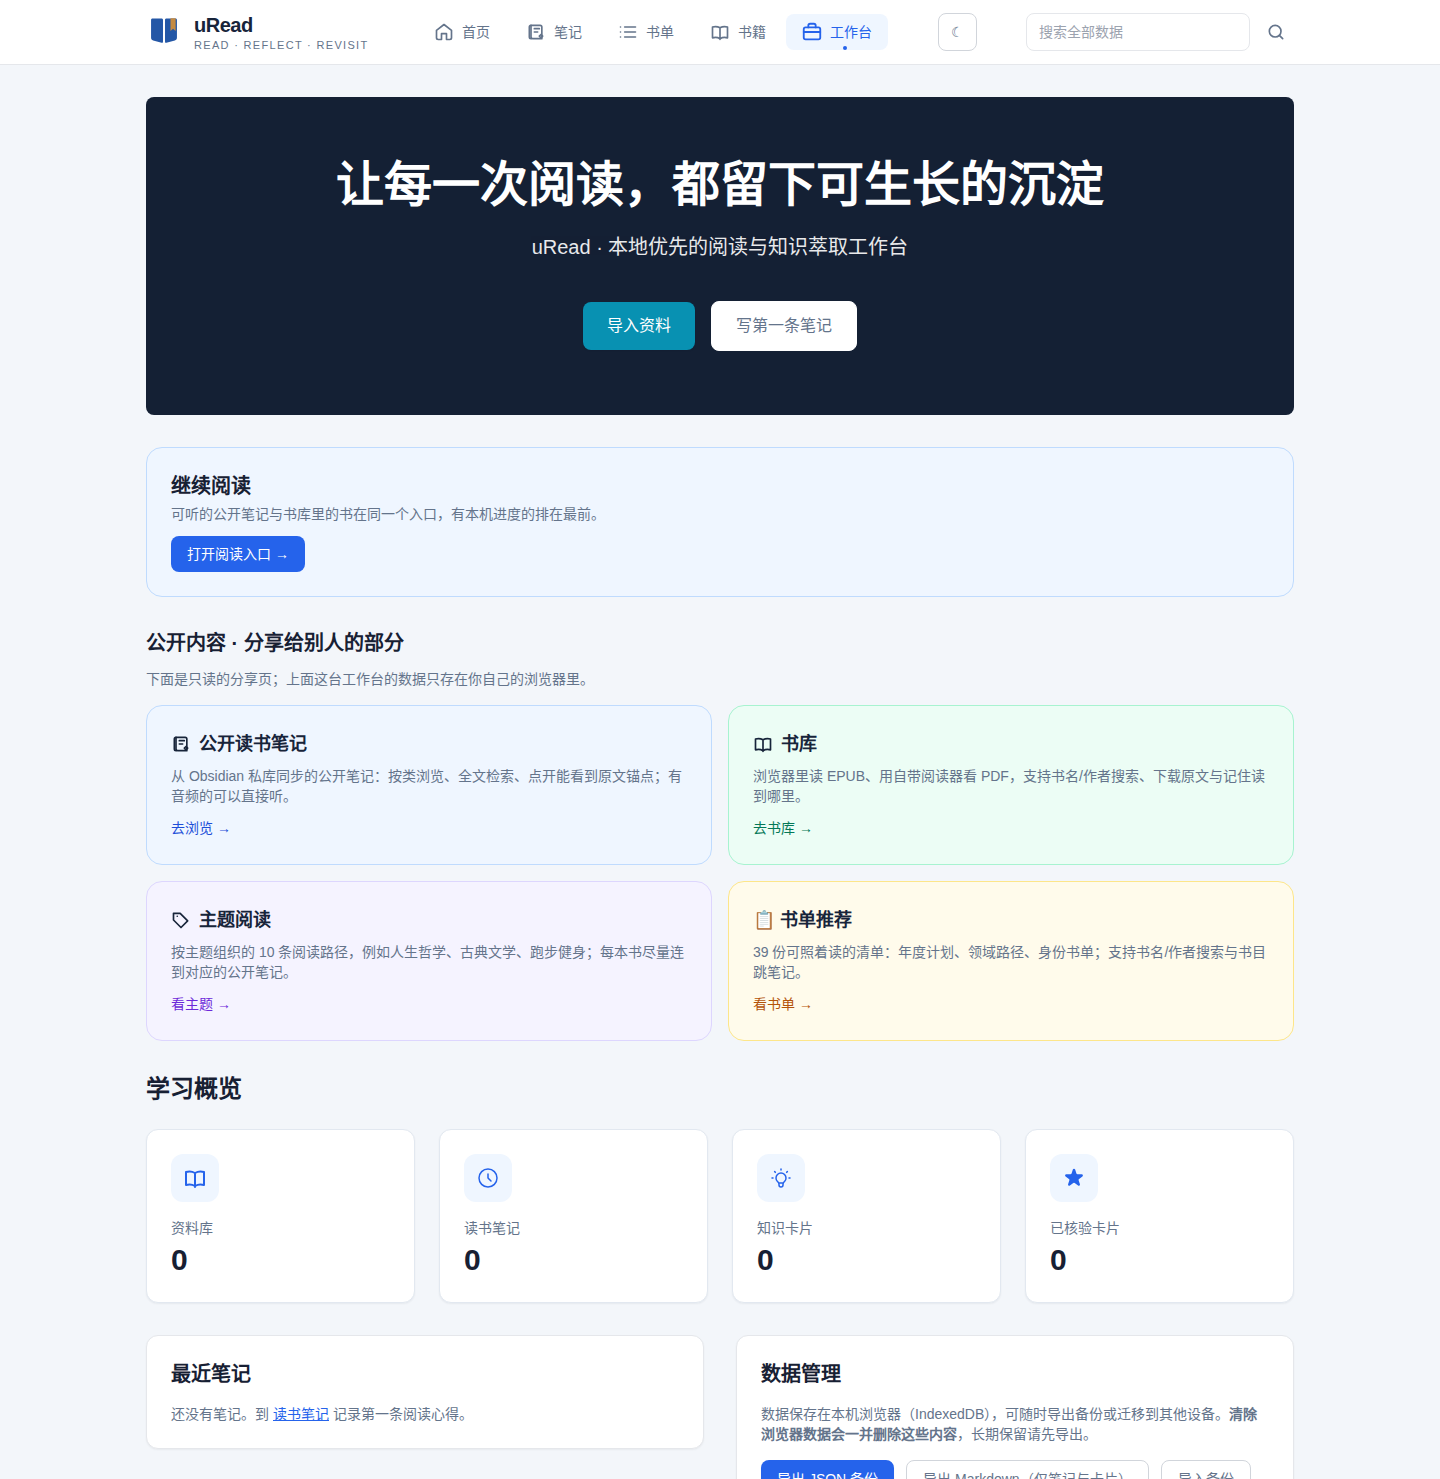 uRead
READ · REFLECT · REVISIT
首页
笔记
书单
书籍
工作台
搜索全部数据
让每一次阅读，都留下可生长的沉淀
uRead · 本地优先的阅读与知识萃取工作台
导入资料
写第一条笔记
继续阅读
可听的公开笔记与书库里的书在同一个入口，有本机进度的排在最前。
打开阅读入口 →
公开内容 · 分享给别人的部分
下面是只读的分享页；上面这台工作台的数据只存在你自己的浏览器里。
公开读书笔记
从 Obsidian 私库同步的公开笔记：按类浏览、全文检索、点开能看到原文锚点；有
音频的可以直接听。
去浏览 →
书库
浏览器里读 EPUB、用自带阅读器看 PDF，支持书名/作者搜索、下载原文与记住读
到哪里。
去书库 →
主题阅读
按主题组织的 10 条阅读路径，例如人生哲学、古典文学、跑步健身；每本书尽量连
到对应的公开笔记。
看主题 →
书单推荐
39 份可照着读的清单：年度计划、领域路径、身份书单；支持书名/作者搜索与书目
跳笔记。
看书单 →
学习概览
资料库
0
读书笔记
0
知识卡片
0
已核验卡片
0
最近笔记
还没有笔记。到 读书笔记 记录第一条阅读心得。
数据管理
数据保存在本机浏览器（IndexedDB），可随时导出备份或迁移到其他设备。清除
浏览器数据会一并删除这些内容，长期保留请先导出。
导出 JSON 备份
导出 Markdown（仅笔记与卡片）
导入备份